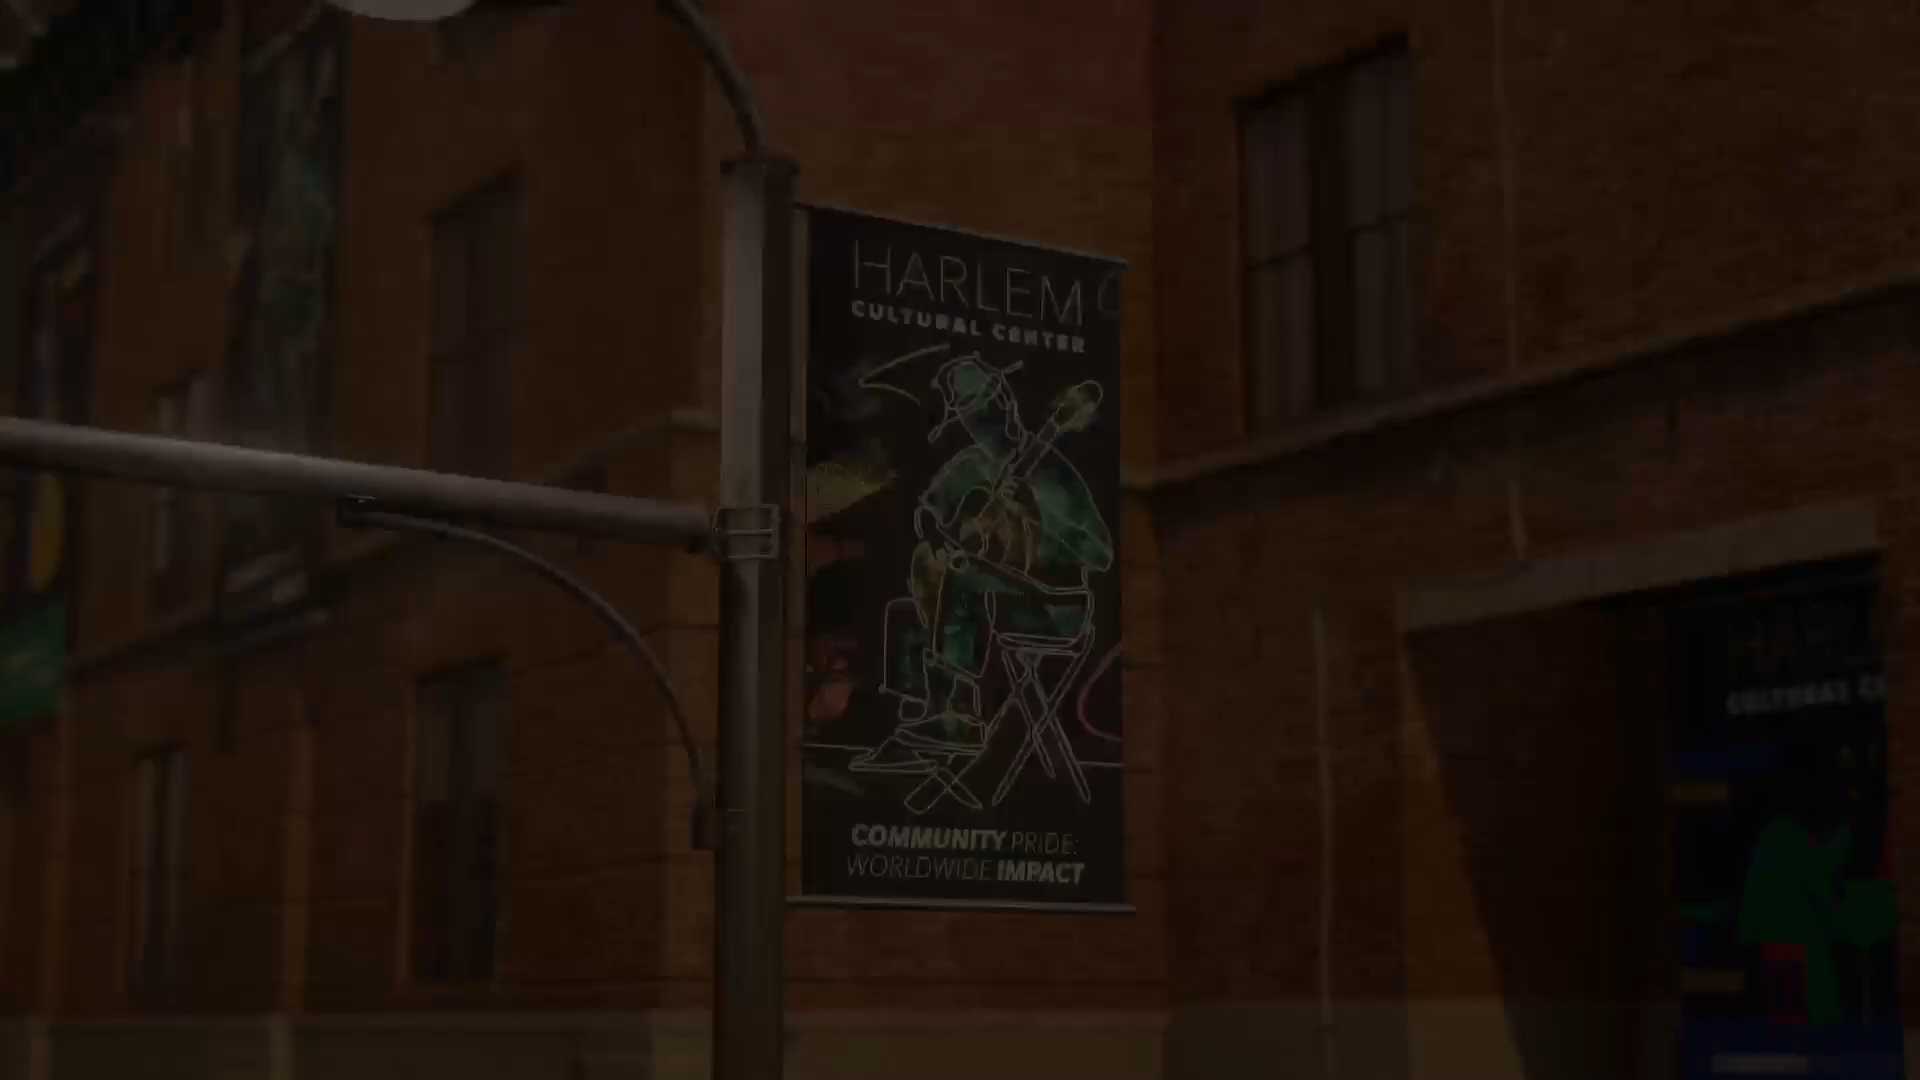 HARLEM
CULTURAL CENTER
COMMUNITY PRIDE:
WORLDWIDE IMPACT
CULTURAL